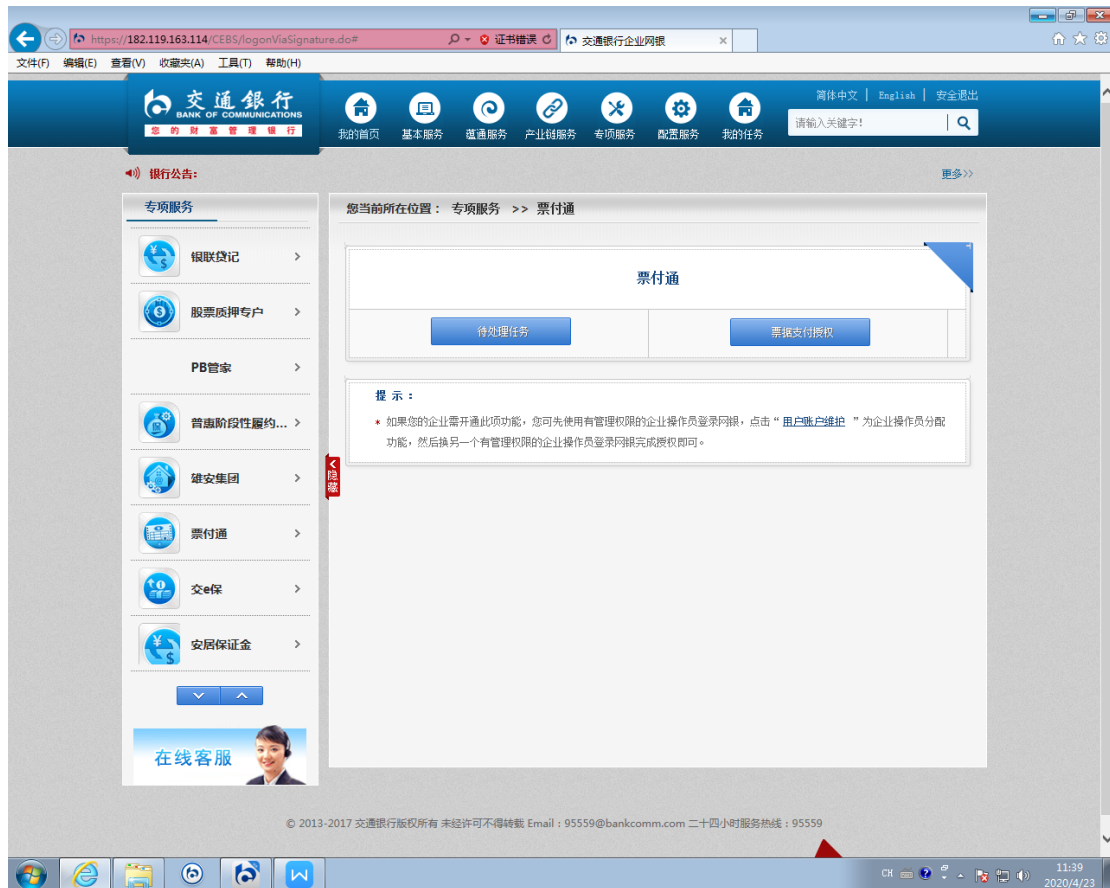 https://182.119.163.114/CEBS/logonViaSignature.do#
证书错误
交通银行企业网银
文件(F) 编辑(E) 查看(V) 收藏夹(A) 工具(T) 帮助(H)
交通銀行
BANK OF COMMUNICATIONS
您的财富管理银行
我的首页 基本服务 蕴通服务 产业链服务 专项服务 配置服务 我的任务
简体中文 | English | 安全退出
请输入关键字!
银行公告:
更多>>
专项服务
银联贷记
股票质押专户
PB管家
普惠阶段性履约...
雄安集团
票付通
交e保
安居保证金
在线客服
隐藏
您当前所在位置： 专项服务 >> 票付通
票付通
待处理任务
票据支付授权
提 示：
* 如果您的企业需开通此项功能，您可先使用有管理权限的企业操作员登录网银，点击“ 用户账户维护 ”为企业操作员分配
功能，然后换另一个有管理权限的企业操作员登录网银完成授权即可。
© 2013-2017 交通银行版权所有 未经许可不得转载 Email : 95559@bankcomm.com 二十四小时服务热线：95559
CH
11:39
2020/4/23